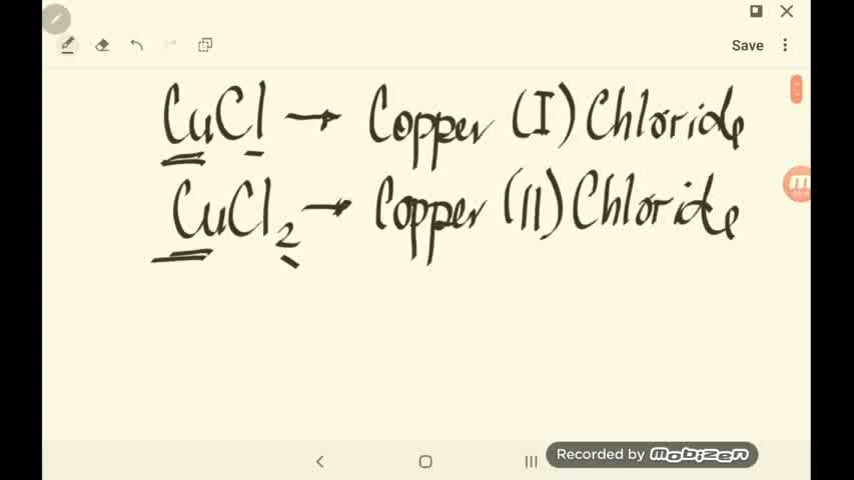 Save
CuCl → Copper (I) Chloride
CuCl₂ → Copper (II) Chloride
Recorded by MOBIZEN